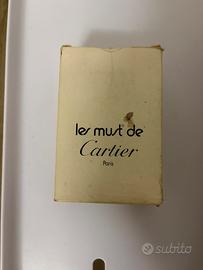 les must de
Cartier
Paris
subito